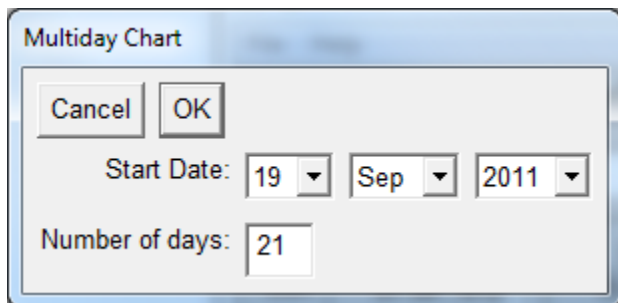 Multiday Chart
Cancel OK
Start Date: 19 Sep 2011
Number of days: 21